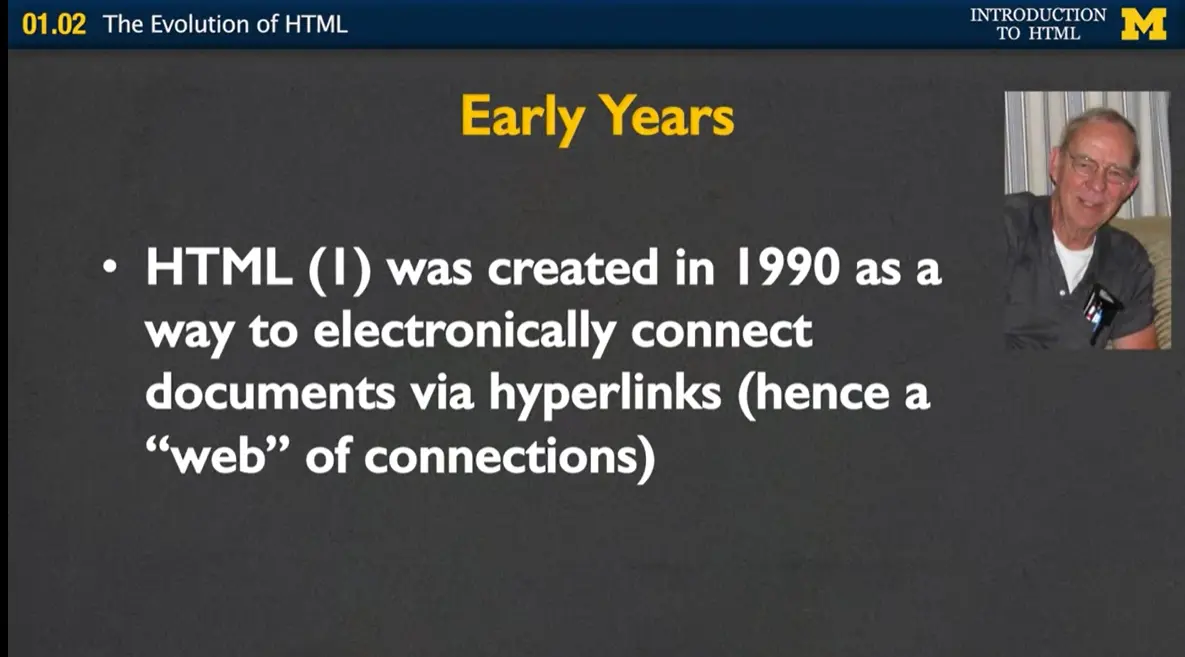 01.02 The Evolution of HTML
INTRODUCTION
TO HTML
M
Early Years
• HTML (1) was created in 1990 as a
way to electronically connect
documents via hyperlinks (hence a
“web” of connections)